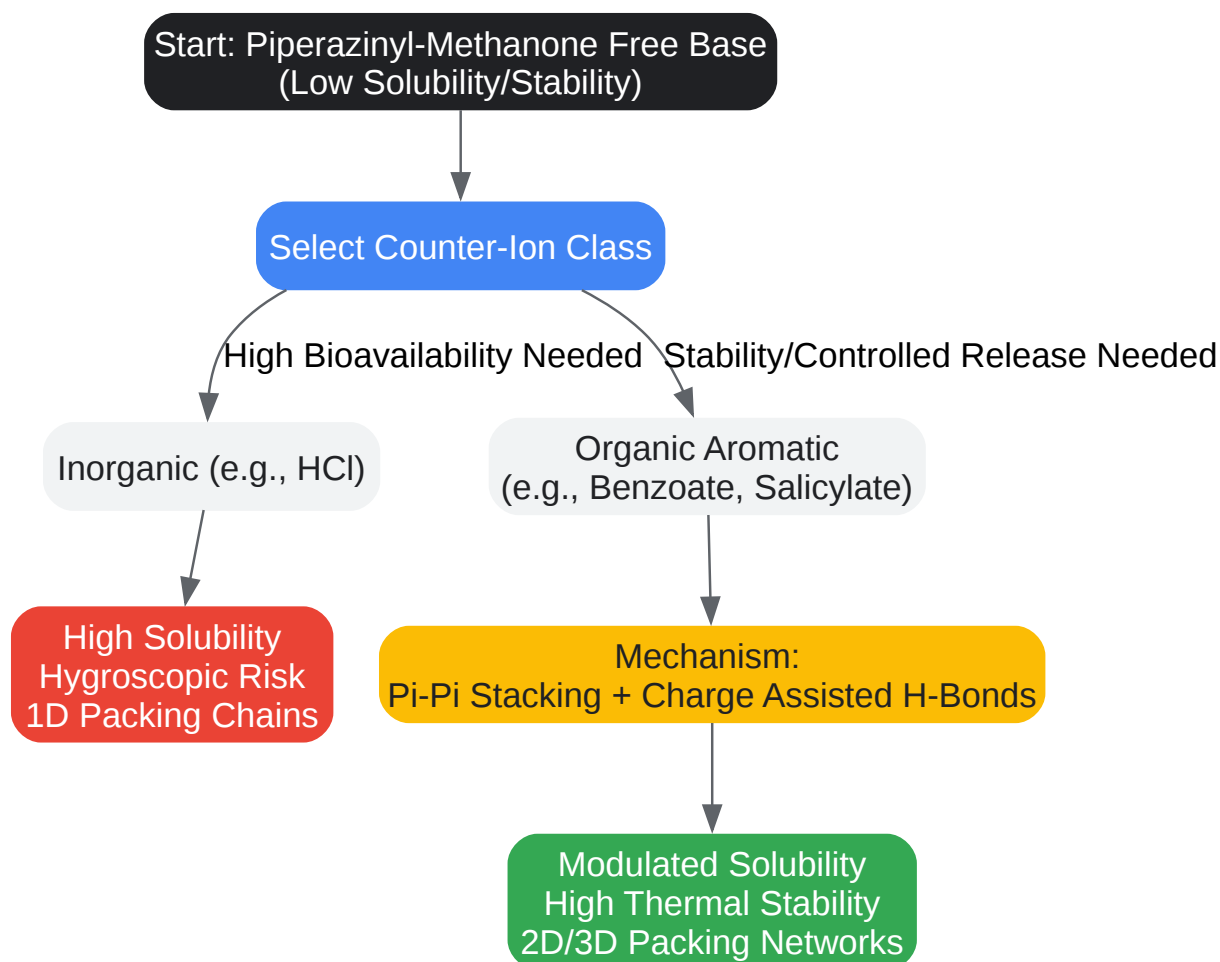 Start: Piperazinyl-Methanone Free Base
(Low Solubility/Stability)
Select Counter-Ion Class
High Bioavailability Needed
Stability/Controlled Release Needed
Inorganic (e.g., HCl)
Organic Aromatic
(e.g., Benzoate, Salicylate)
High Solubility
Hygroscopic Risk
1D Packing Chains
Mechanism:
Pi-Pi Stacking + Charge Assisted H-Bonds
Modulated Solubility
High Thermal Stability
2D/3D Packing Networks